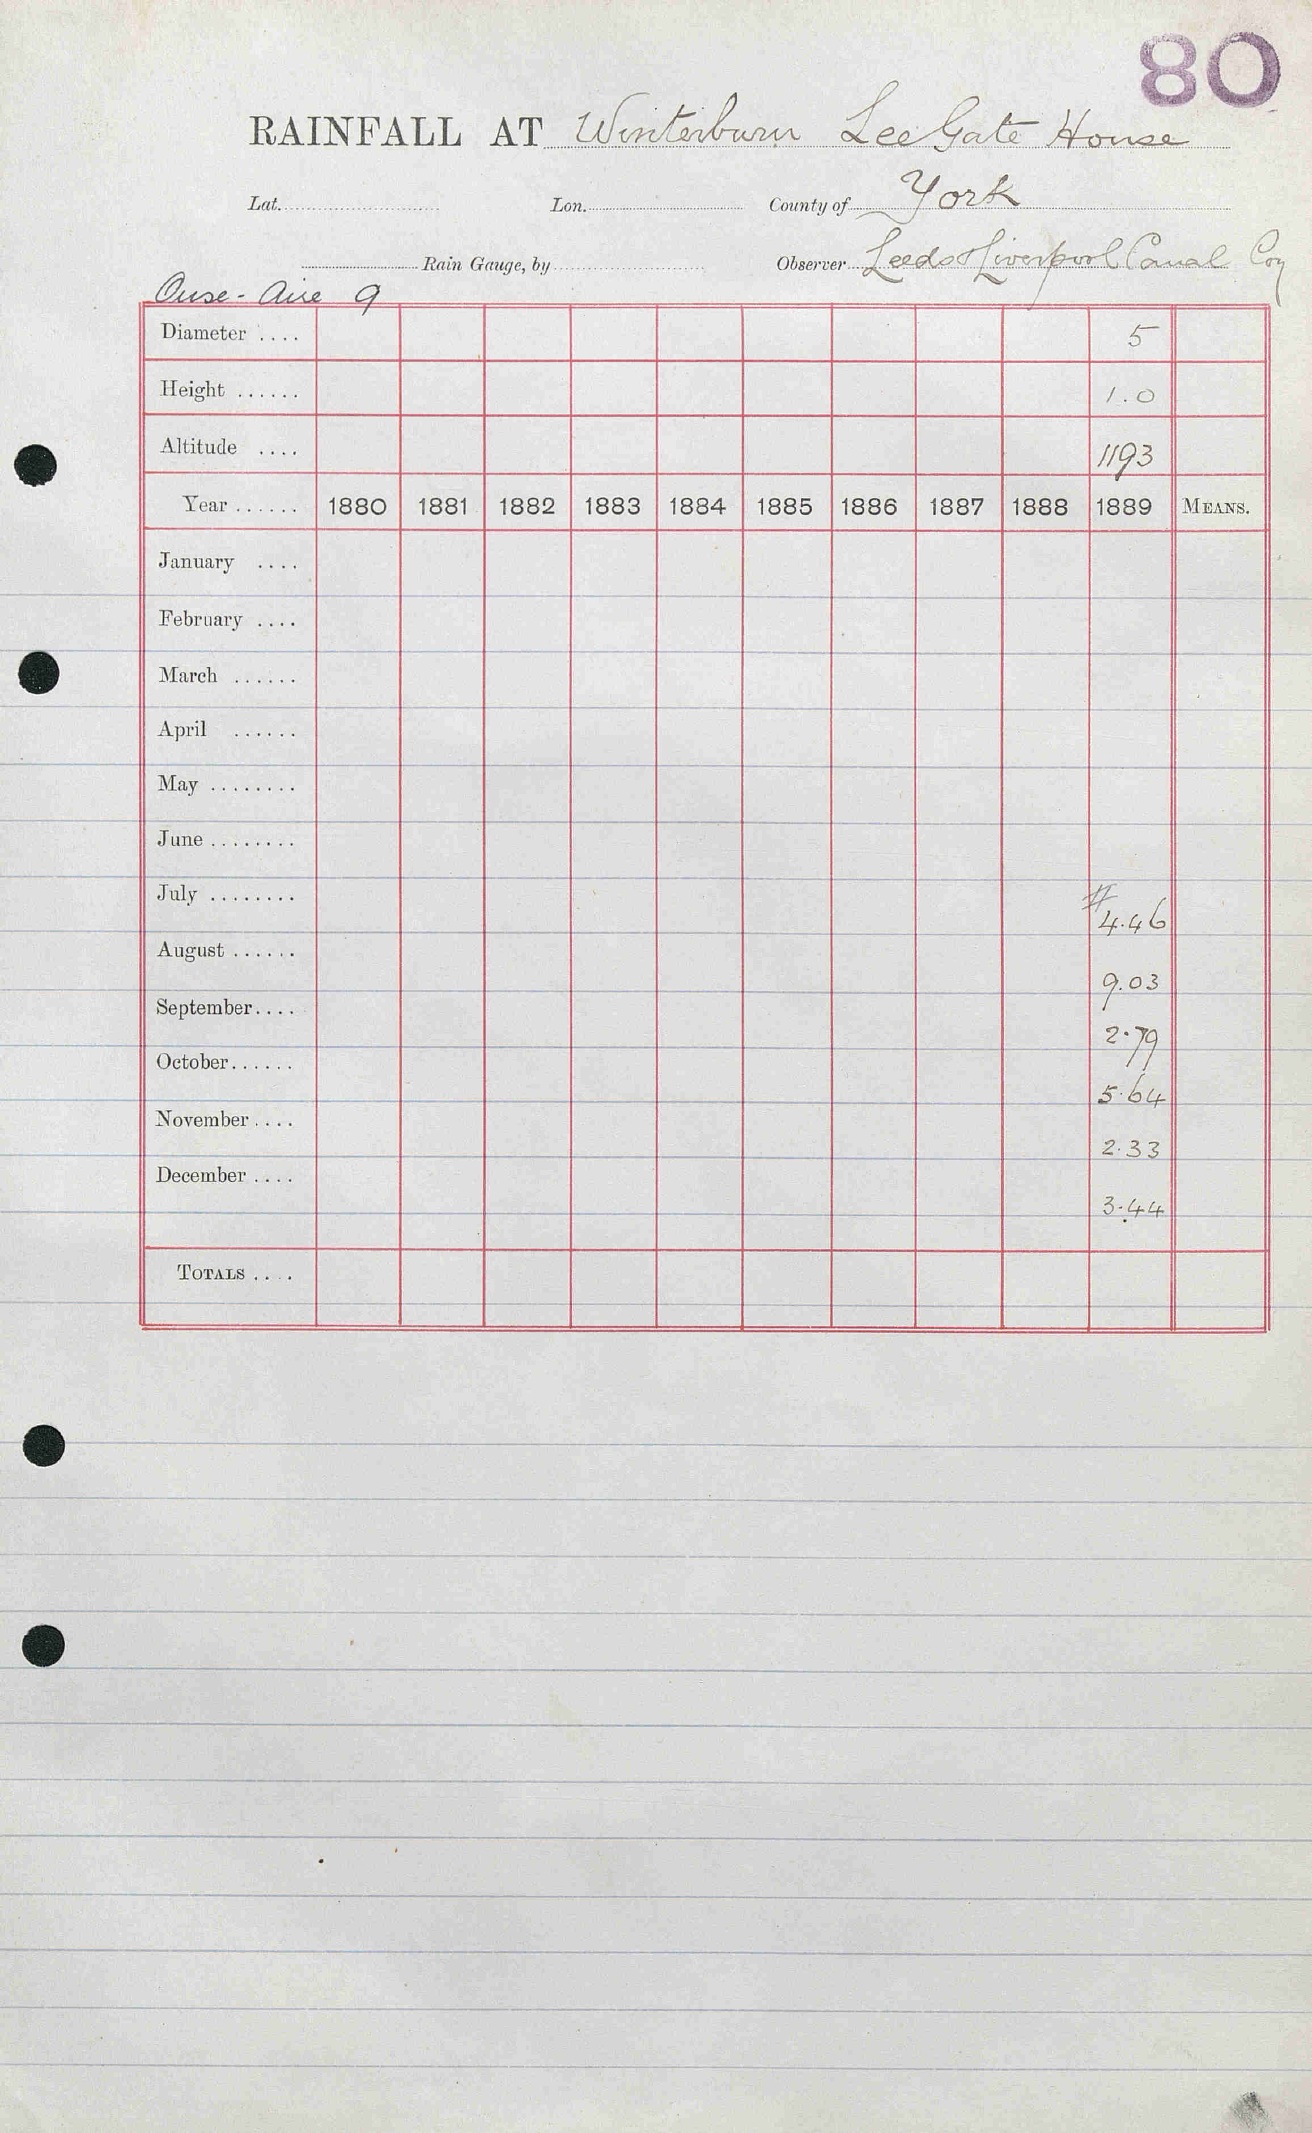 80
RAINFALL AT Winterburn Lee Gate House
Lat. Lon. County of York
Rain Gauge, by Observer Leeds & Liverpool Canal Coy
Ouse - Aire 9
Diameter .... 5
Height ...... 1.0
Altitude .... 1193
Year ...... 1880 1881 1882 1883 1884 1885 1886 1887 1888 1889 MEANS.
January ....
February ....
March ......
April ......
May ........
June ........
July ........ # 4.46
August ...... 9.03
September.... 2.79
October...... 5.64
November .... 2.33
December .... 3.44
TOTALS ....